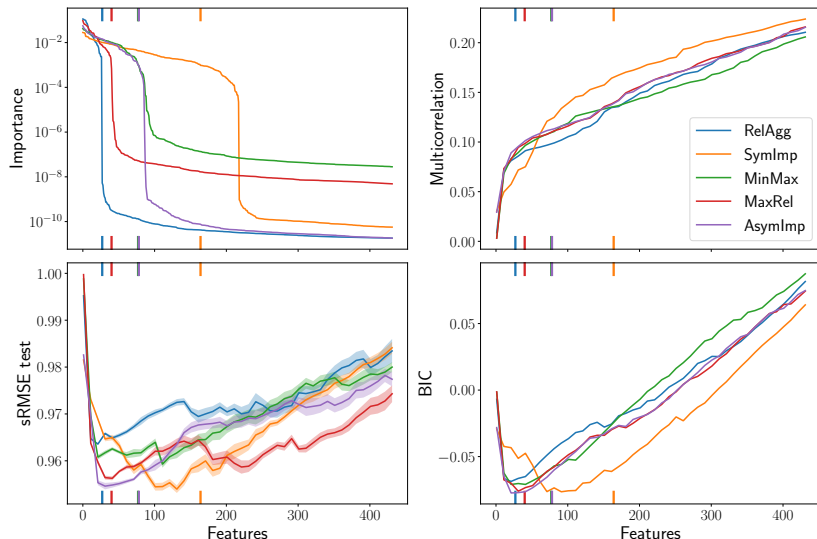 Importance
10⁻²
10⁻⁴
10⁻⁶
10⁻⁸
10⁻¹⁰
Multicorrelation
0.20
0.15
0.10
0.05
0.00
RelAgg
SymImp
MinMax
MaxRel
AsymImp
sRMSE test
1.00
0.99
0.98
0.97
0.96
0 100 200 300 400
Features
BIC
0.05
0.00
−0.05
0 100 200 300 400
Features